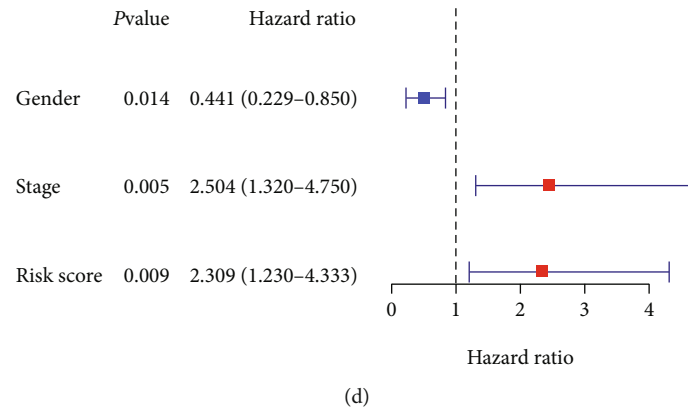 Pvalue Hazard ratio
Gender 0.014 0.441 (0.229–0.850)
Stage 0.005 2.504 (1.320–4.750)
Risk score 0.009 2.309 (1.230–4.333)
0 1 2 3 4
Hazard ratio
(d)